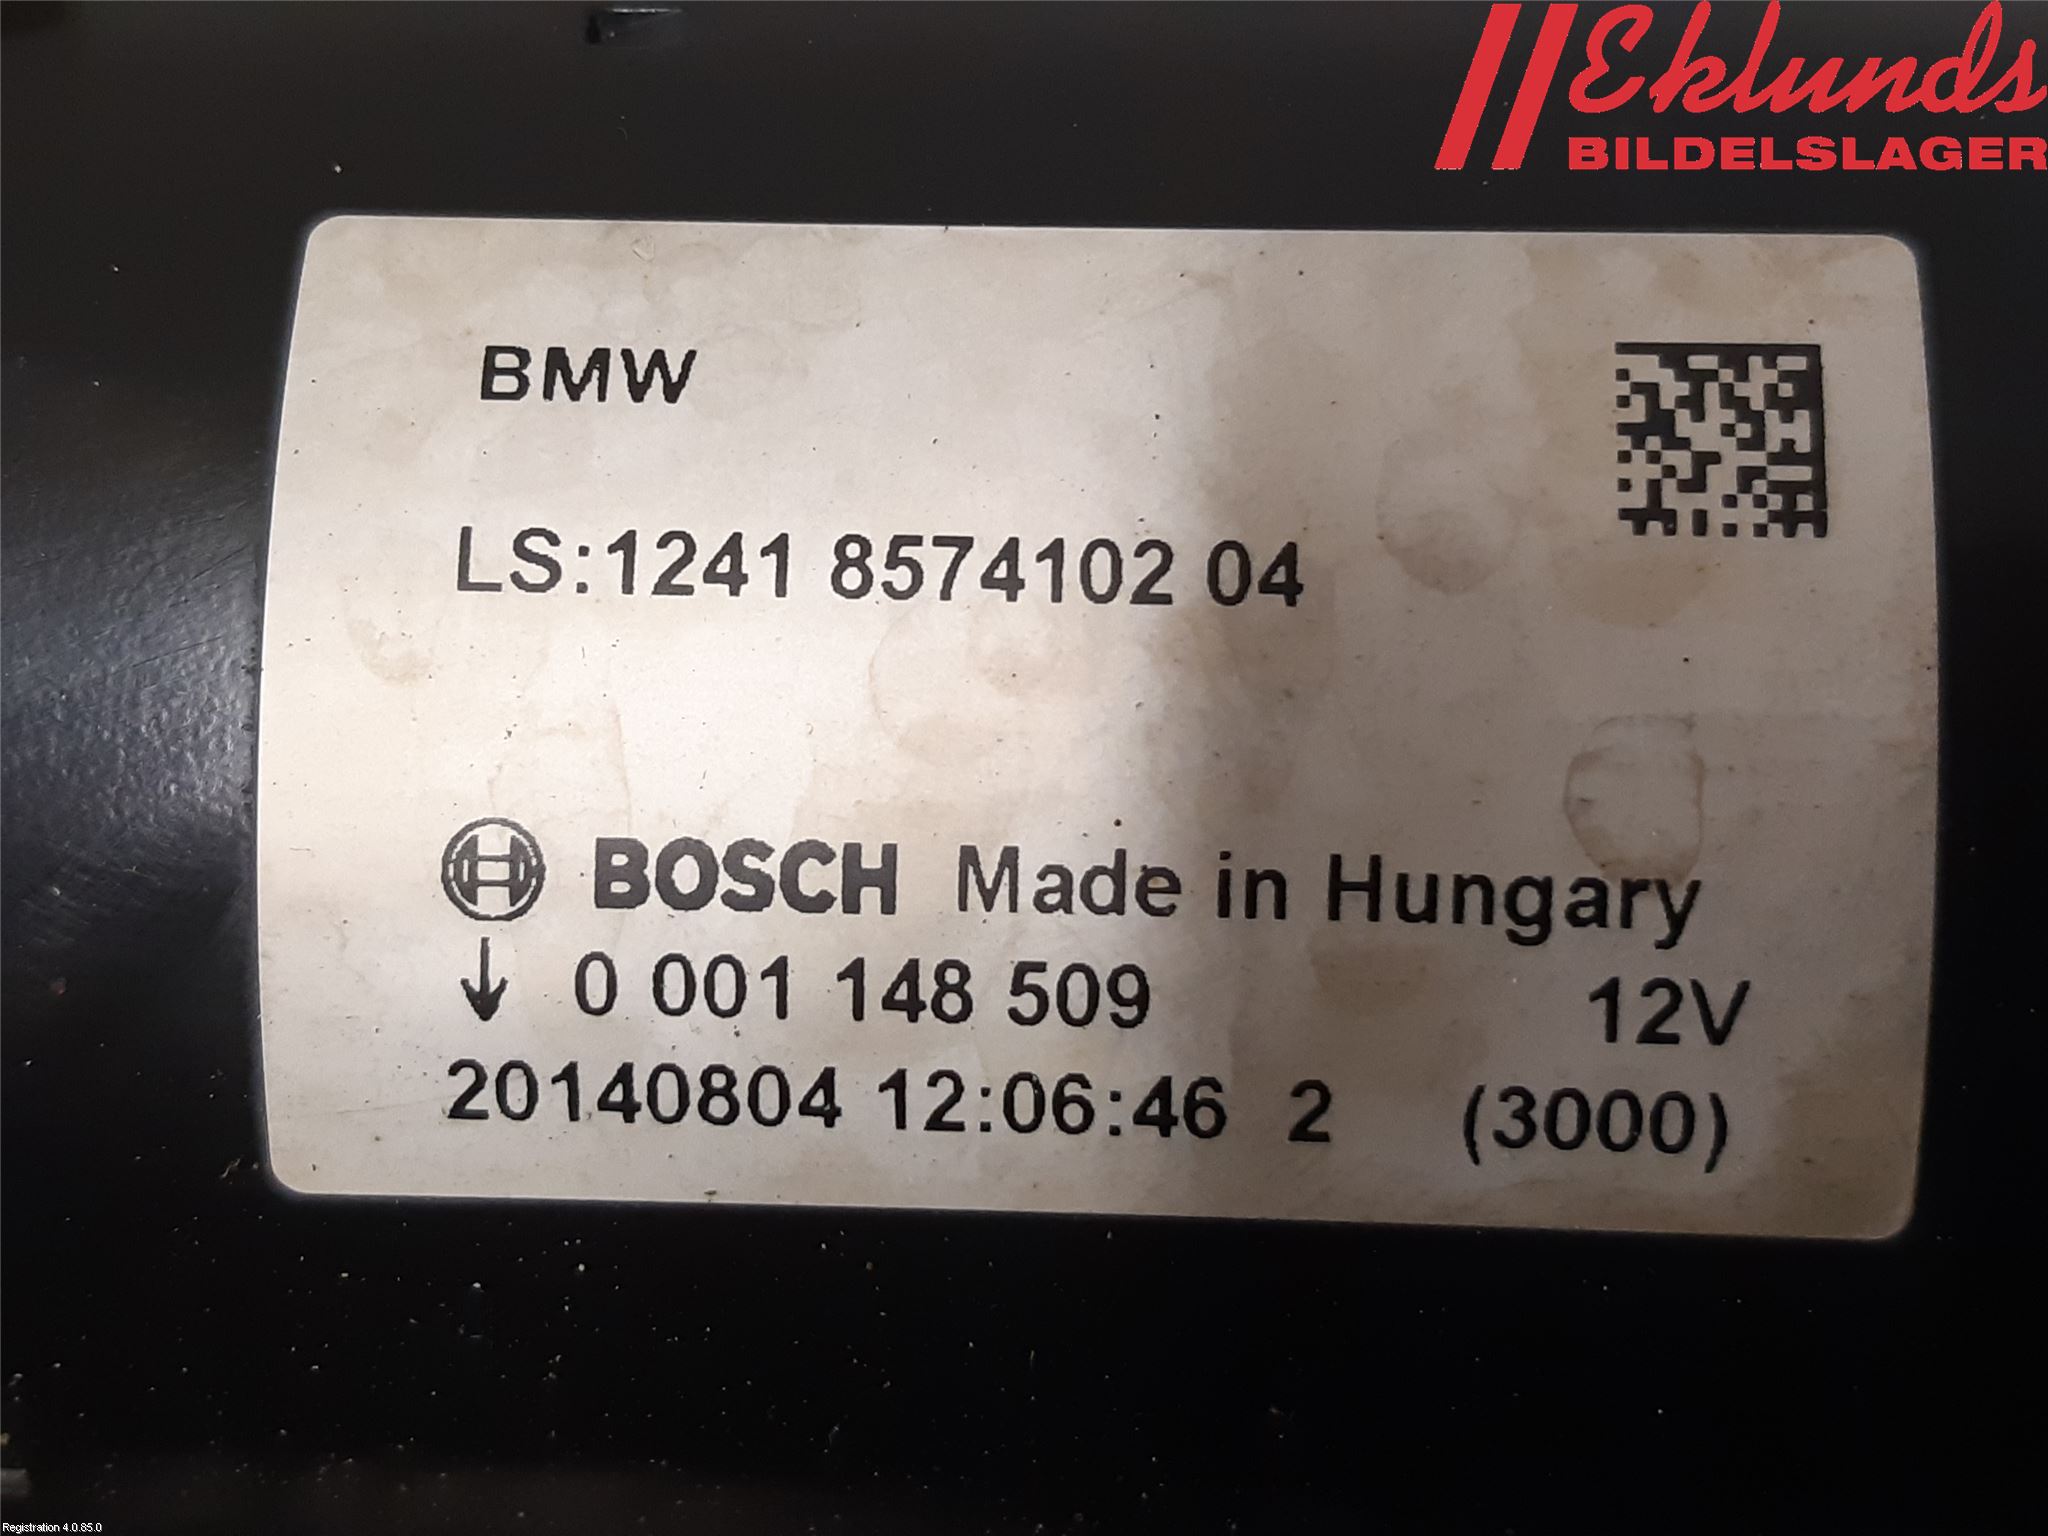 Eklunds
BILDELSLAGER
BMW
LS:1241 8574102 04
BOSCH Made in Hungary
↓ 0 001 148 509 12V
20140804 12:06:46 2 (3000)
Registration 4.0.85.0